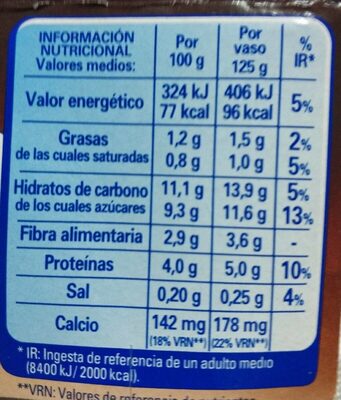 INFORMACIÓN NUTRICIONAL Valores medios: Por 100 g Por vaso 125 g % IR*
Valor energético 324 kJ 77 kcal 406 kJ 96 kcal 5%
Grasas 1,2 g 1,5 g 2%
de las cuales saturadas 0,8 g 1,0 g 5%
Hidratos de carbono 11,1 g 13,9 g 5%
de los cuales azúcares 9,3 g 11,6 g 13%
Fibra alimentaria 2,9 g 3,6 g -
Proteínas 4,0 g 5,0 g 10%
Sal 0,20 g 0,25 g 4%
Calcio 142 mg 178 mg
(18% VRN**) (22% VRN**)
* IR: Ingesta de referencia de un adulto medio
(8400 kJ/2000 kcal).
**VRN: Valores de referencia de